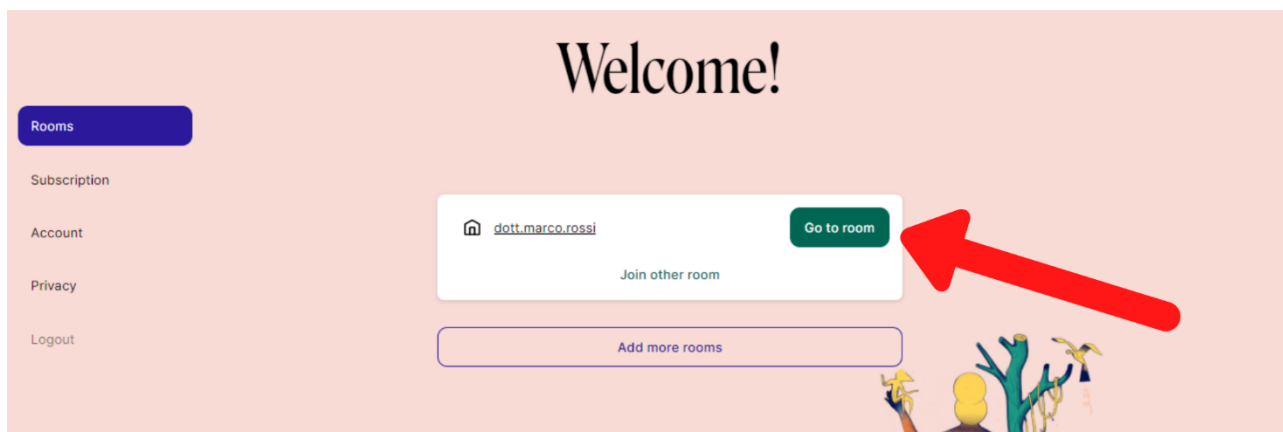 Welcome!
Rooms
Subscription
Account
Privacy
Logout
dott.marco.rossi
Go to room
Join other room
Add more rooms